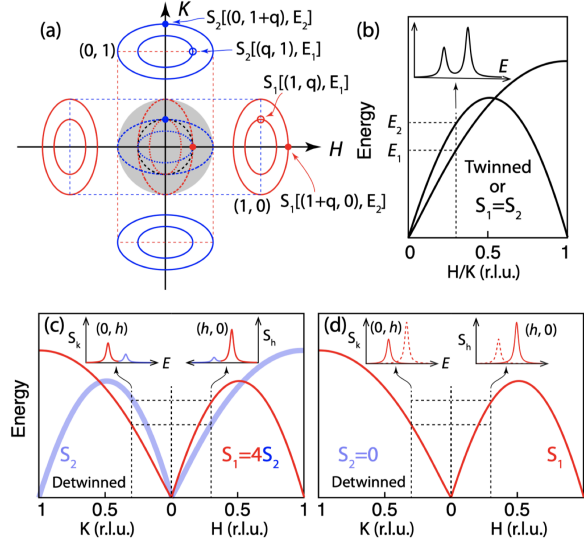 (a)
K
S2[(0, 1+q), E2]
(0, 1)
S2[(q, 1), E1]
S1[(1, q), E1]
H
(1, 0)
S1[(1+q, 0), E2]
(b)
E
Energy
E2
E1
Twinned
or
S1=S2
0
0.5
1
H/K (r.l.u.)
(c)
Sk
(0, h)
E
(h, 0)
Sh
Energy
S2
S1=4S2
Detwinned
1
0.5
0
0.5
1
K (r.l.u.)
H (r.l.u.)
(d)
Sk
(0, h)
E
Sh
(h, 0)
S2=0
S1
Detwinned
1
0.5
0
0.5
K (r.l.u.)
H (r.l.u.)